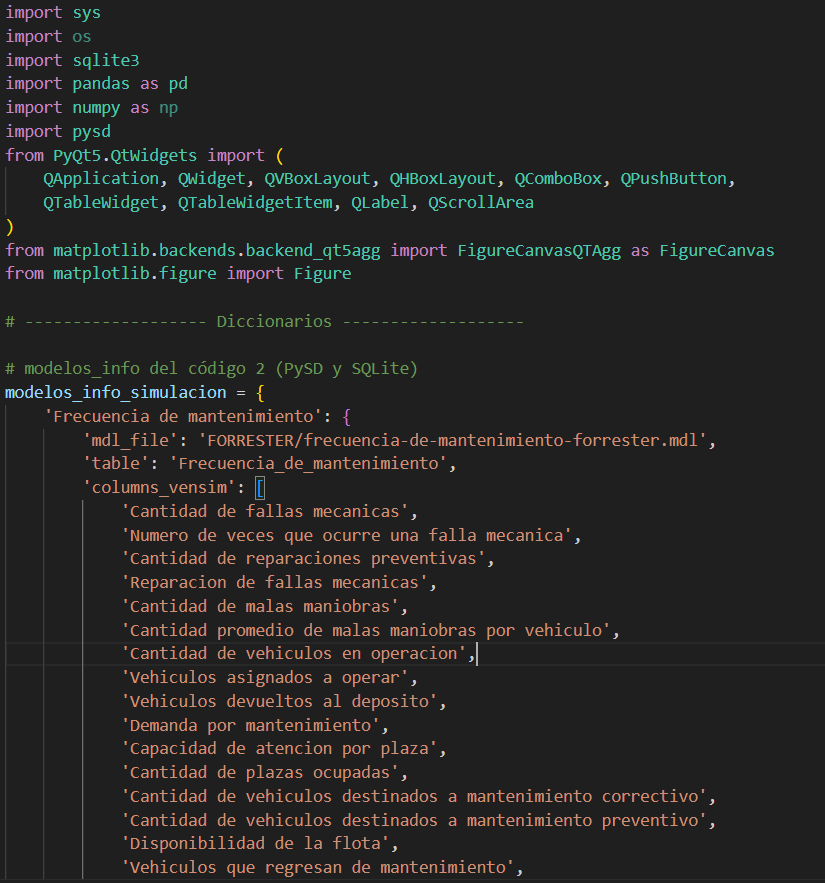 import sys
import os
import sqlite3
import pandas as pd
import numpy as np
import pysd
from PyQt5.QtWidgets import (
    QApplication, QWidget, QVBoxLayout, QHBoxLayout, QComboBox, QPushButton,
    QTableWidget, QTableWidgetItem, QLabel, QScrollArea
)
from matplotlib.backends.backend_qt5agg import FigureCanvasQTAgg as FigureCanvas
from matplotlib.figure import Figure

# ------------------- Diccionarios -------------------

# modelos_info del código 2 (PySD y SQLite)
modelos_info_simulacion = {
    'Frecuencia de mantenimiento': {
        'mdl_file': 'FORRESTER/frecuencia-de-mantenimiento-forrester.mdl',
        'table': 'Frecuencia_de_mantenimiento',
        'columns_vensim': [
            'Cantidad de fallas mecanicas',
            'Numero de veces que ocurre una falla mecanica',
            'Cantidad de reparaciones preventivas',
            'Reparacion de fallas mecanicas',
            'Cantidad de malas maniobras',
            'Cantidad promedio de malas maniobras por vehiculo',
            'Cantidad de vehiculos en operacion',
            'Vehiculos asignados a operar',
            'Vehiculos devueltos al deposito',
            'Demanda por mantenimiento',
            'Capacidad de atencion por plaza',
            'Cantidad de plazas ocupadas',
            'Cantidad de vehiculos destinados a mantenimiento correctivo',
            'Cantidad de vehiculos destinados a mantenimiento preventivo',
            'Disponibilidad de la flota',
            'Vehiculos que regresan de mantenimiento',